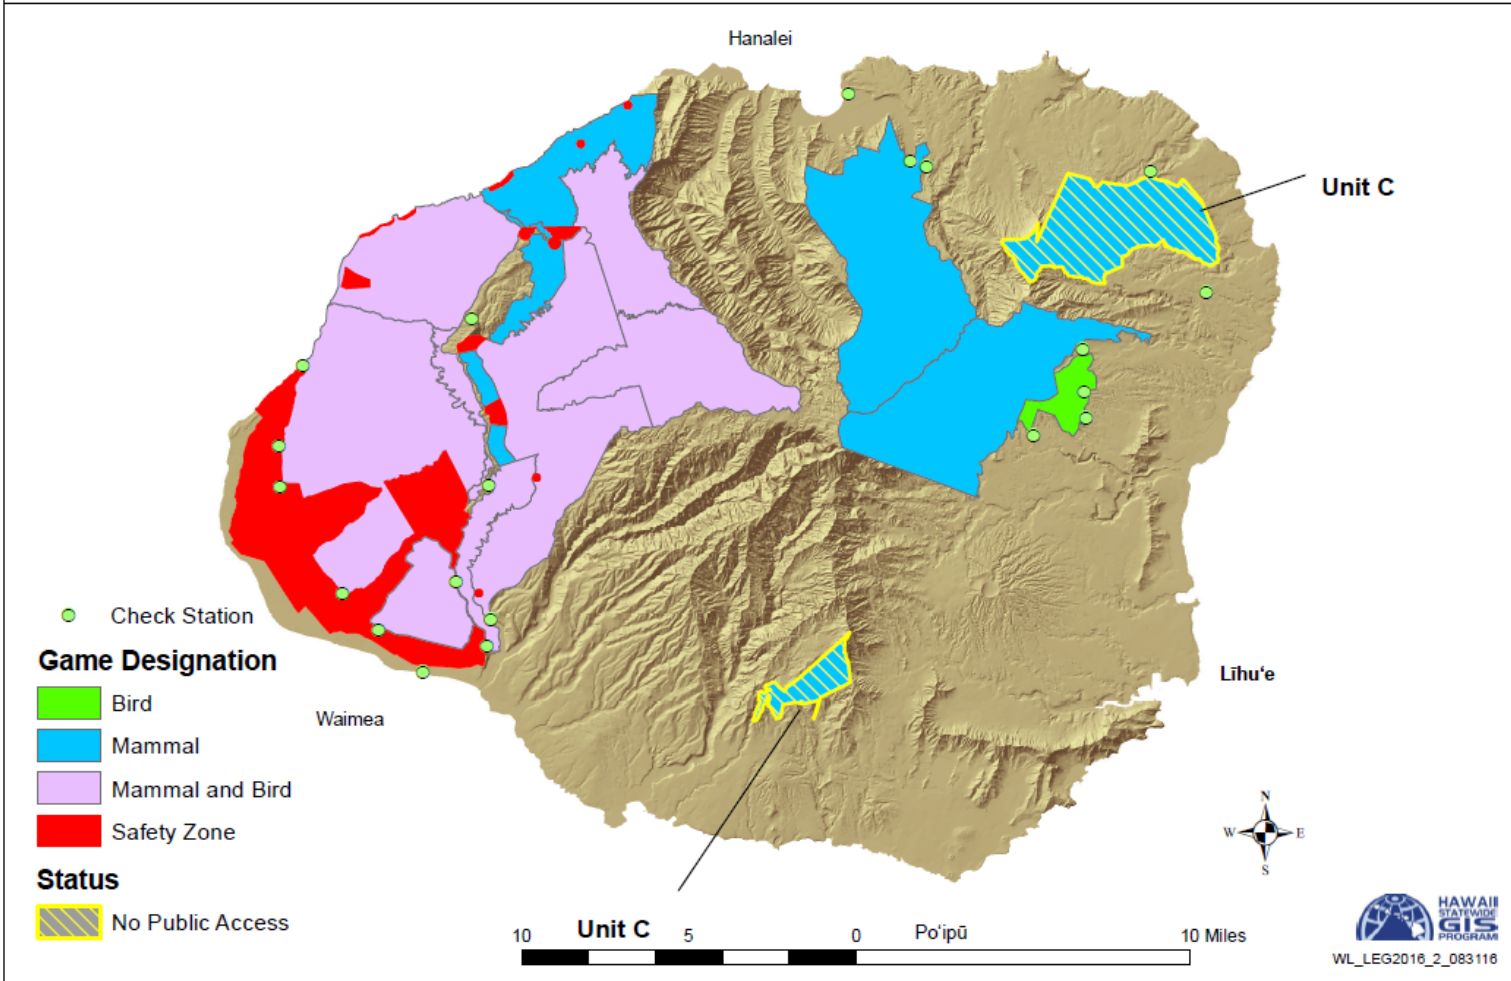 Hanalei
Unit C
Check Station
Game Designation
Bird
Mammal
Mammal and Bird
Safety Zone
Status
No Public Access
Waimea
Līhuʻe
N
W E
S
Unit C
Poʻipū
10 5 0 10 Miles
HAWAII
STATEWIDE
GIS
PROGRAM
WL_LEG2016_2_083116